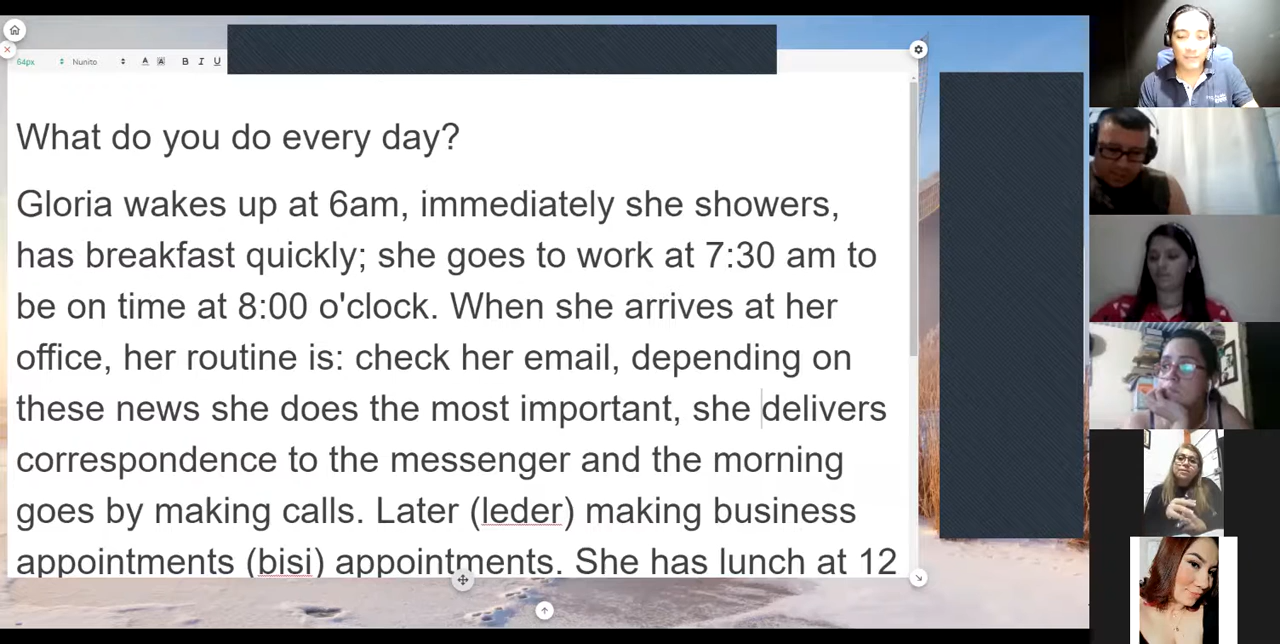 64px Nunito A A B I U
What do you do every day?
Gloria wakes up at 6am, immediately she showers,
has breakfast quickly; she goes to work at 7:30 am to
be on time at 8:00 o'clock. When she arrives at her
office, her routine is: check her email, depending on
these news she does the most important, she delivers
correspondence to the messenger and the morning
goes by making calls. Later (leder) making business
appointments (bisi) appointments. She has lunch at 12